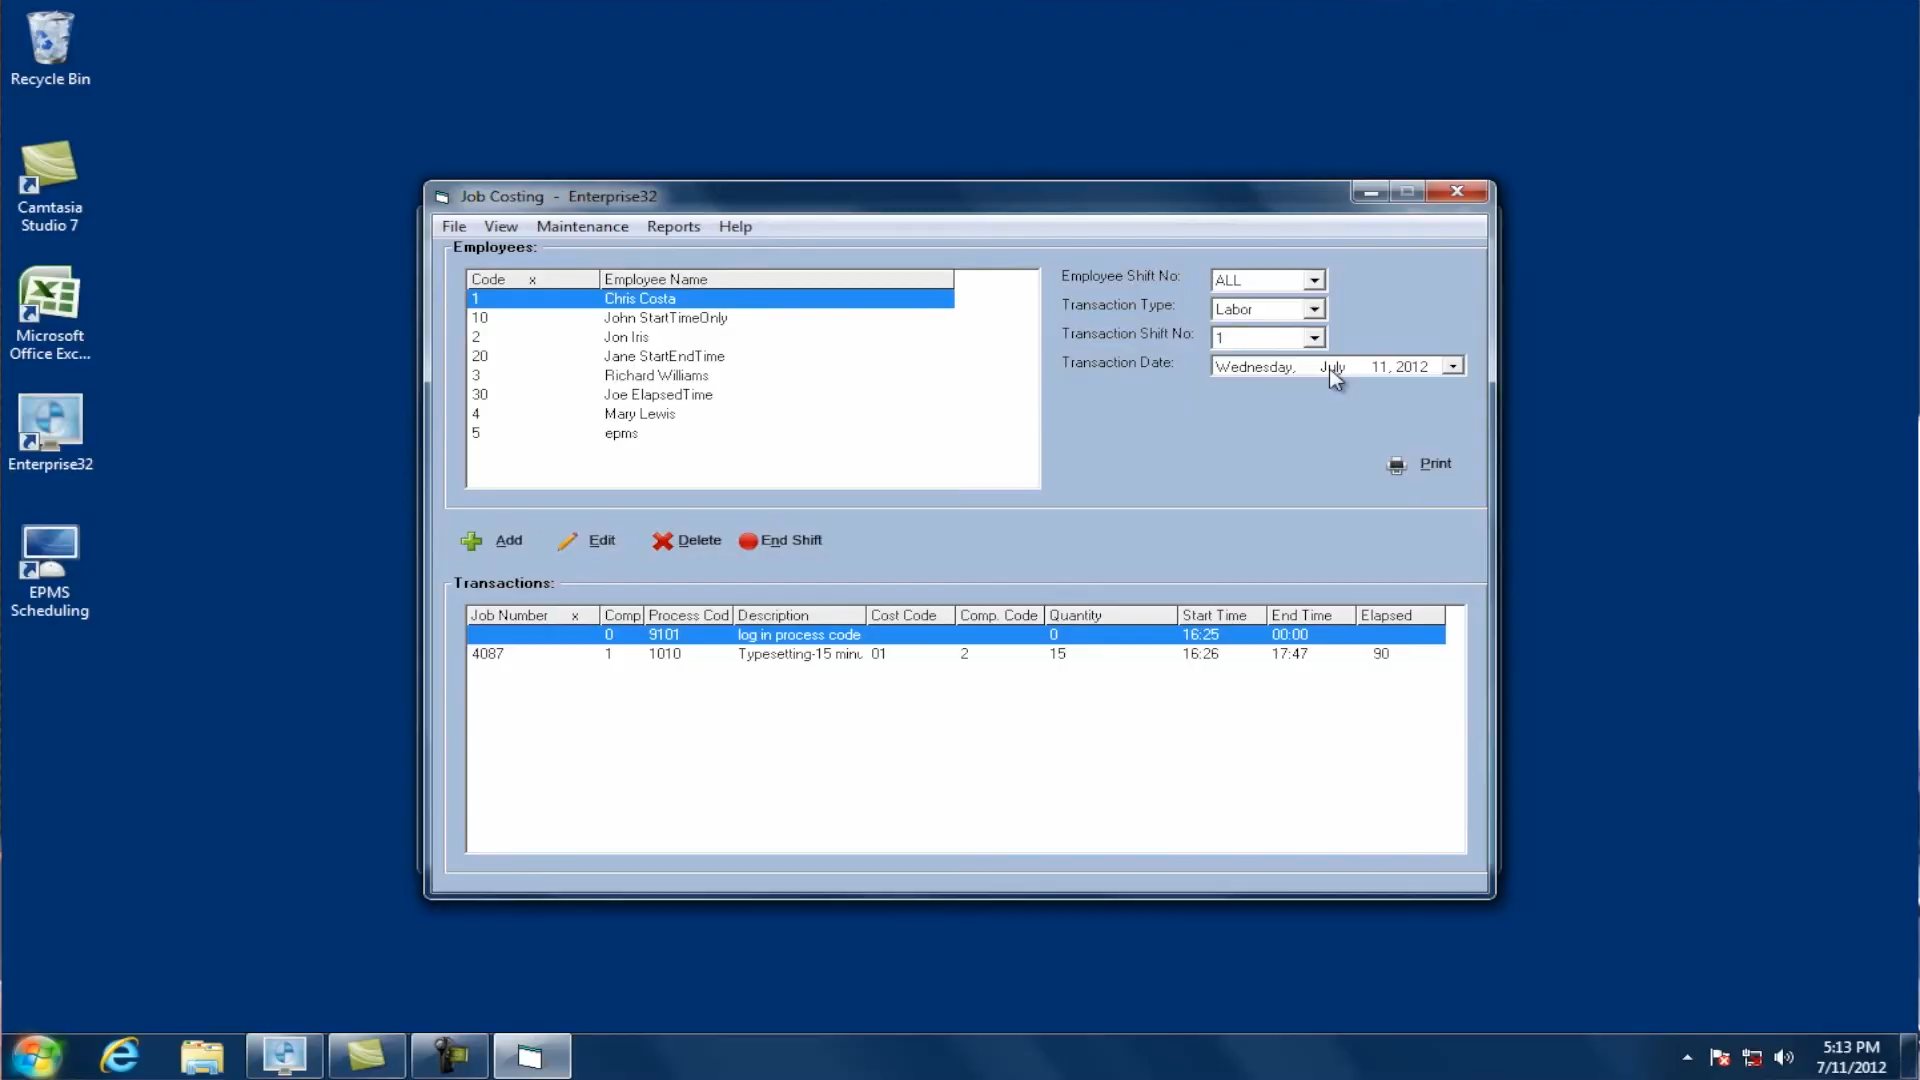 Recycle Bin
Camtasia
Studio 7
Microsoft
Office Exc...
Enterprise32
EPMS
Scheduling
Job Costing - Enterprise32
File View Maintenance Reports Help
Employees:
Code x Employee Name
1 Chris Costa
10 John StartTimeOnly
2 Jon Iris
20 Jane StartEndTime
3 Richard Williams
30 Joe ElapsedTime
4 Mary Lewis
5 epms
Employee Shift No: ALL
Transaction Type: Labor
Transaction Shift No: 1
Transaction Date: Wednesday, July 11, 2012
Print
Add Edit Delete End Shift
Transactions:
Job Number x Comp Process Cod Description Cost Code Comp. Code Quantity Start Time End Time Elapsed
0 9101 log in process code 0 16:25 00:00
4087 1 1010 Typesetting-15 minu 01 2 15 16:26 17:47 90
5:13 PM
7/11/2012